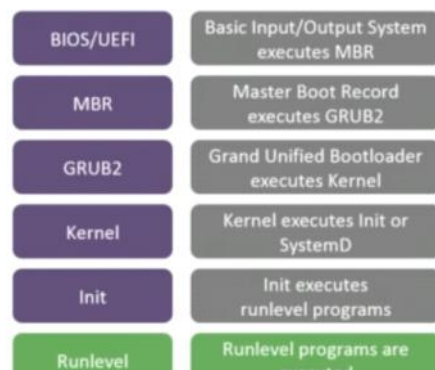 BIOS/UEFI
Basic Input/Output System
executes MBR
MBR
Master Boot Record
executes GRUB2
GRUB2
Grand Unified Bootloader
executes Kernel
Kernel
Kernel executes Init or
SystemD
Init
Init executes
runlevel programs
Runlevel
Runlevel programs are